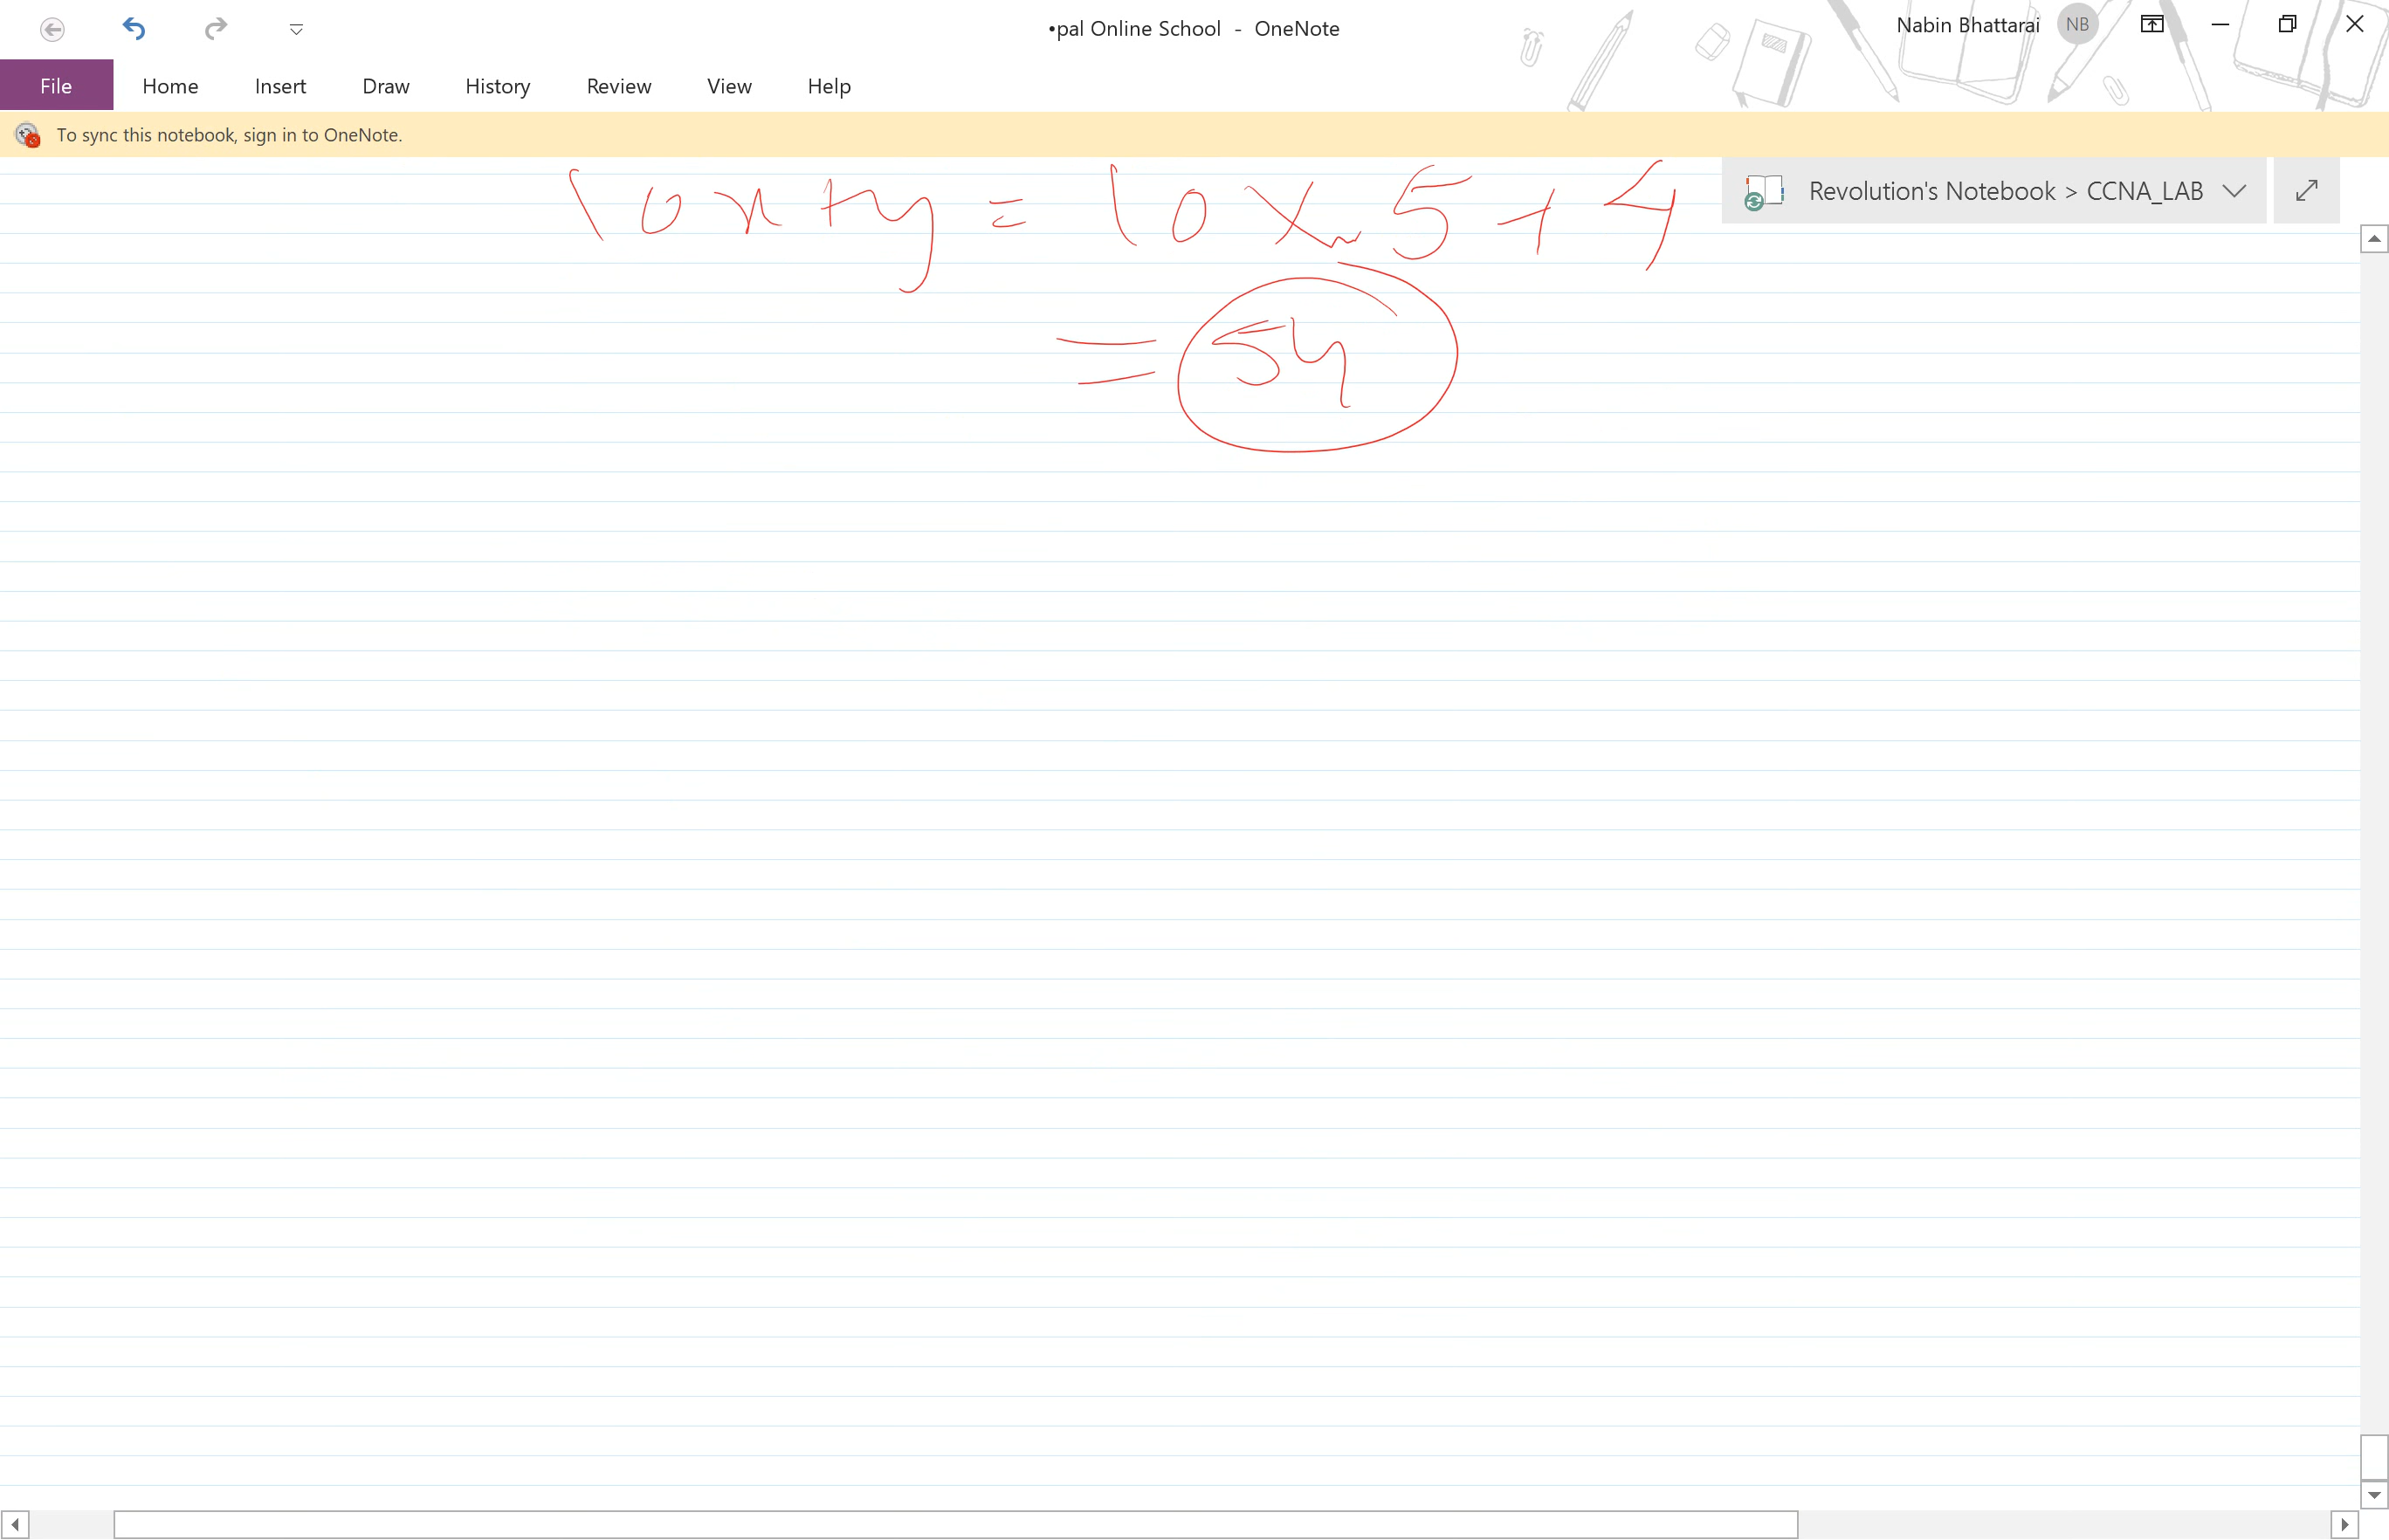 •pal Online School - OneNote
Nabin Bhattarai NB
File Home Insert Draw History Review View Help
To sync this notebook, sign in to OneNote.
Revolution's Notebook > CCNA_LAB
10x+y = 10x5+4
= 54